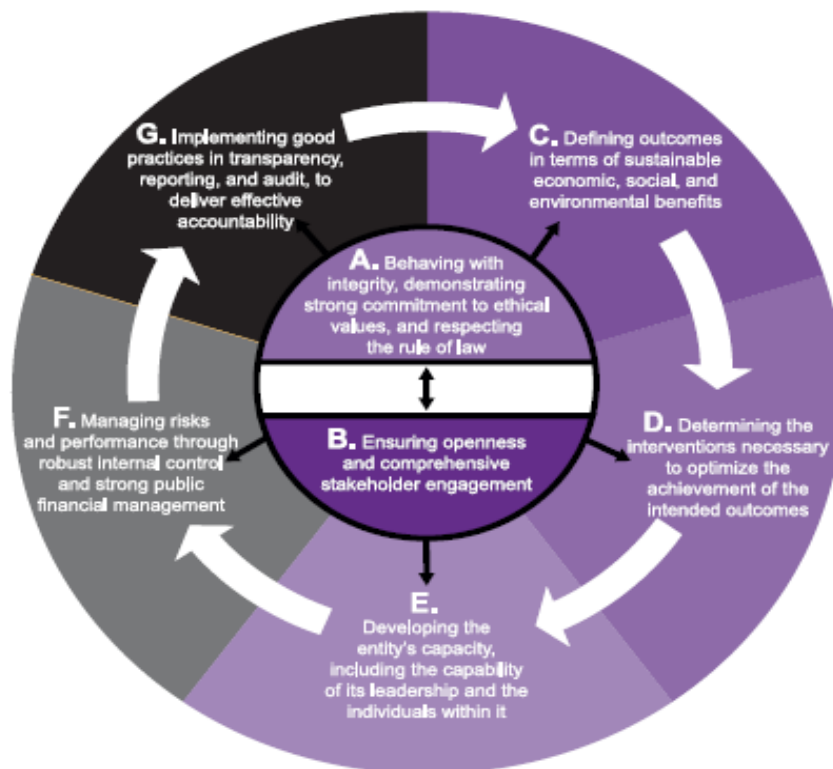 G. Implementing good
practices in transparency,
reporting, and audit, to
deliver effective
accountability
C. Defining outcomes
in terms of sustainable
economic, social, and
environmental benefits
A. Behaving with
integrity, demonstrating
strong commitment to ethical
values, and respecting
the rule of law
F. Managing risks
and performance through
robust internal control
and strong public
financial management
B. Ensuring openness
and comprehensive
stakeholder engagement
D. Determining the
interventions necessary
to optimize the
achievement of the
intended outcomes
E.
Developing the
entity's capacity,
including the capability
of its leadership and the
individuals within it